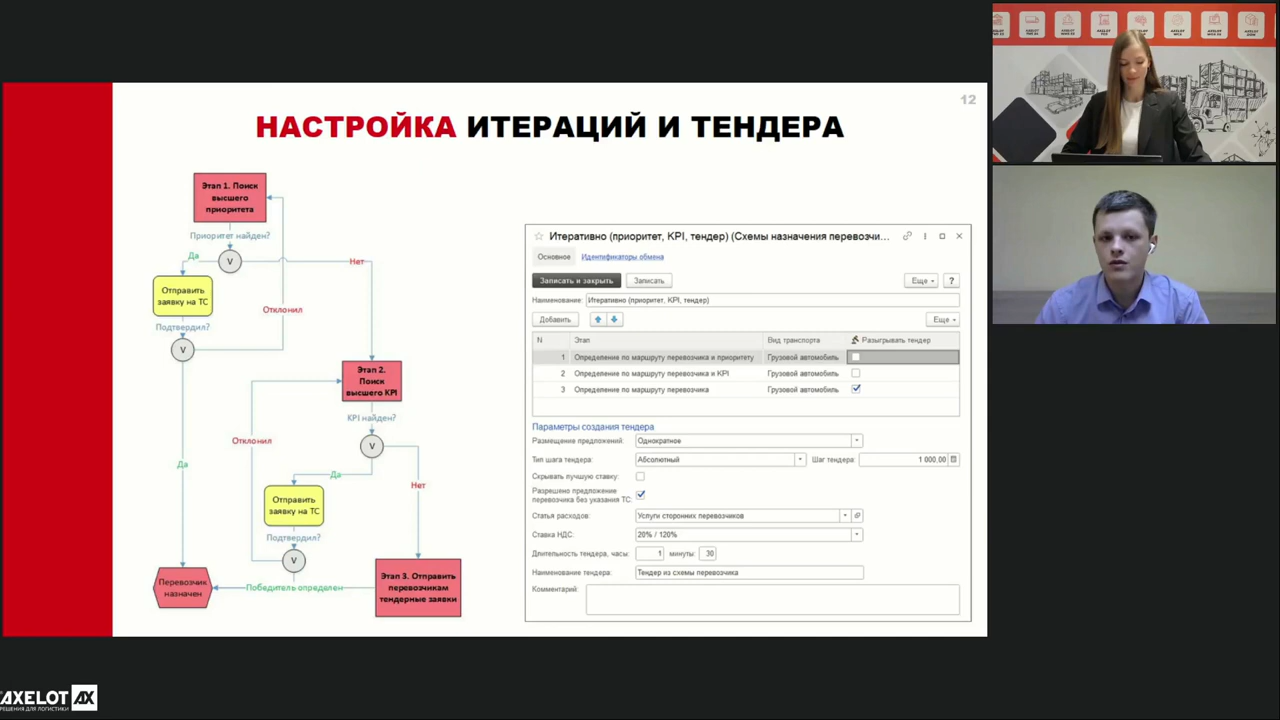 12
НАСТРОЙКА ИТЕРАЦИЙ И ТЕНДЕРА
Этап 1. Поиск
высшего
приоритета
Приоритет найден?
Да
V
Нет
Отправить
заявку на ТС
Отклонил
Подтвердил?
V
Этап 2.
Поиск
высшего KPI
KPI найден?
Отклонил
V
Да
Да
Нет
Отправить
заявку на ТС
Подтвердил?
V
Перевозчик
назначен
Победитель определен
Этап 3. Отправить
перевозчикам
тендерные заявки
Итеративно (приоритет, KPI, тендер) (Схемы назначения перевозчи...
Основное Идентификаторы обмена
Записать и закрыть Записать Еще ?
Наименование: Итеративно (приоритет, KPI, тендер)
Добавить Еще
N Этап Вид транспорта Разыгрывать тендер
1 Определение по маршруту перевозчика и приоритету Грузовой автомобиль
2 Определение по маршруту перевозчика и KPI Грузовой автомобиль
3 Определение по маршруту перевозчика Грузовой автомобиль
Параметры создания тендера
Размещение предложений: Однократное
Тип шага тендера: Абсолютный Шаг тендера: 1 000,00
Скрывать лучшую ставку:
Разрешено предложение
перевозчика без указания ТС:
Статья расходов: Услуги сторонних перевозчиков
Ставка НДС: 20% / 120%
Длительность тендера, часы: 1 минуты: 30
Наименование тендера: Тендер из схемы перевозчика
Комментарий:
AXELOT AX
РЕШЕНИЯ ДЛЯ ЛОГИСТИКИ